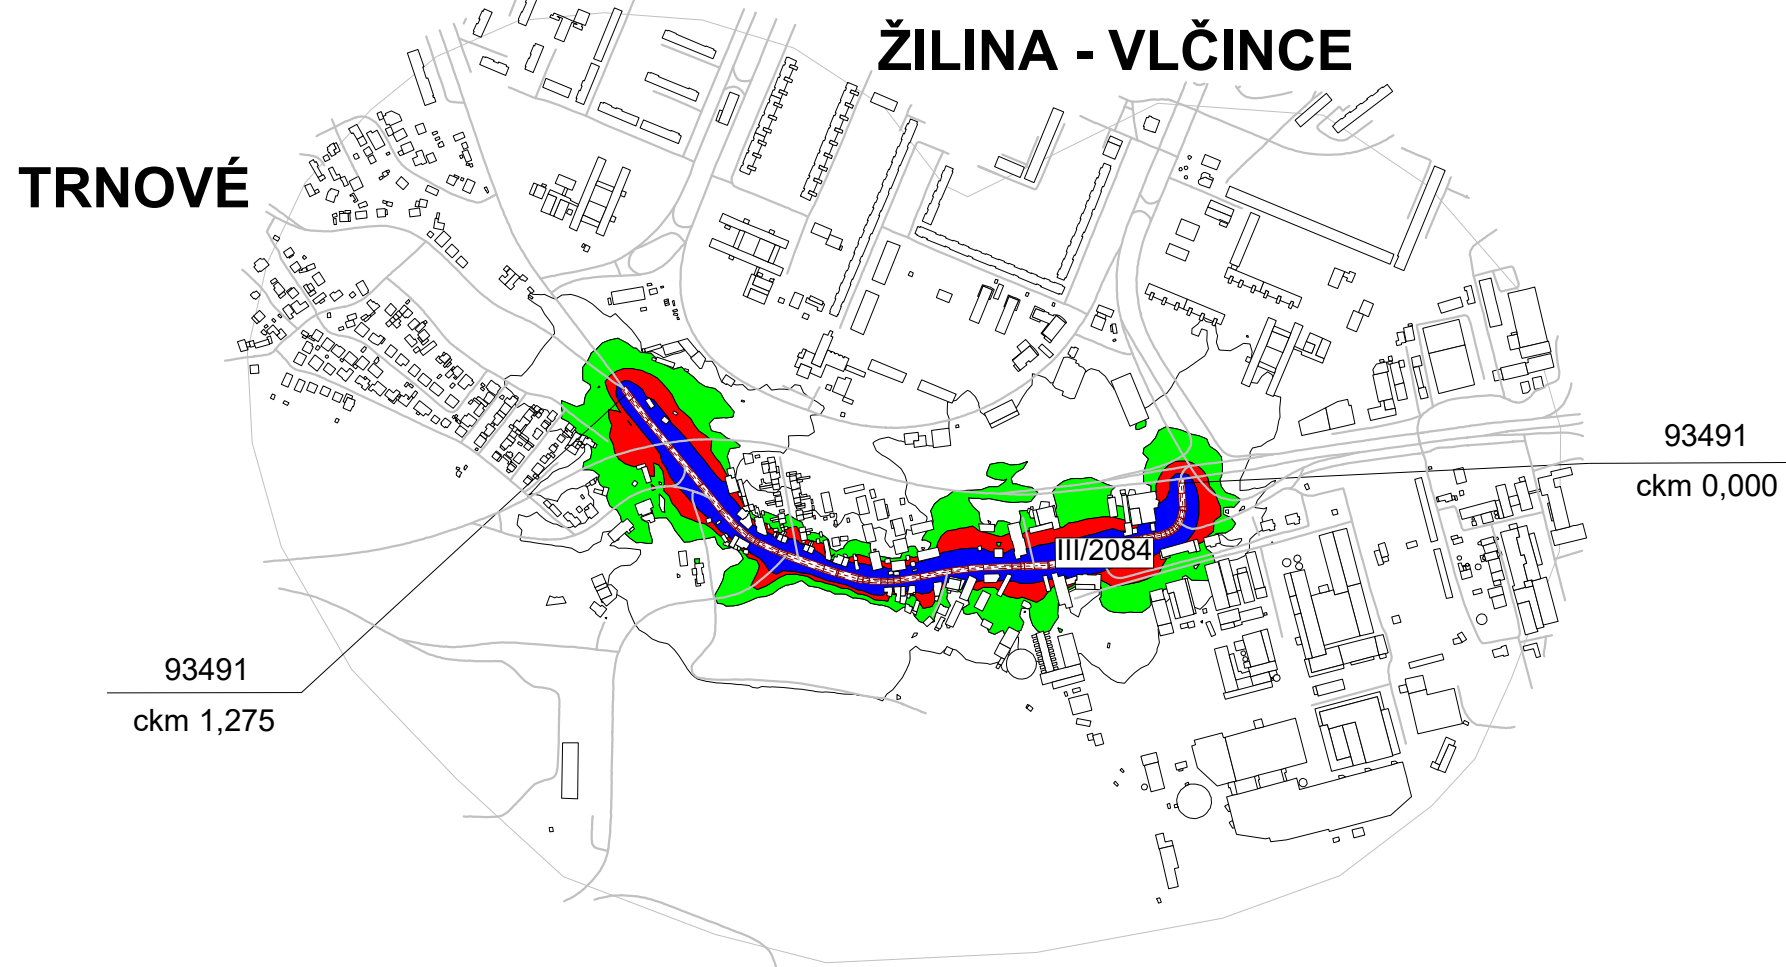 ŽILINA - VLČINCE
TRNOVÉ
93491
ckm 0,000
III/2084
93491
ckm 1,275